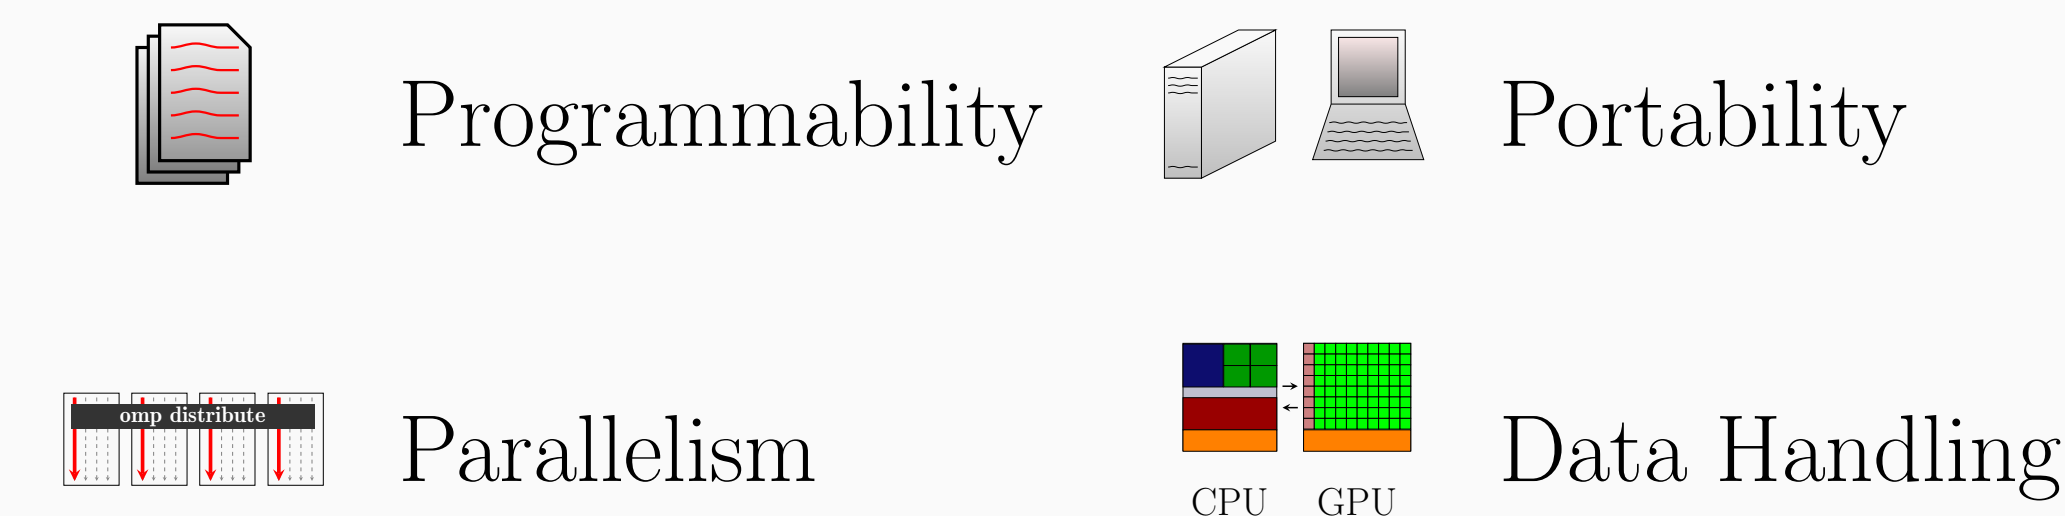 Programmability
Portability
omp distribute
Parallelism
CPU
GPU
Data Handling